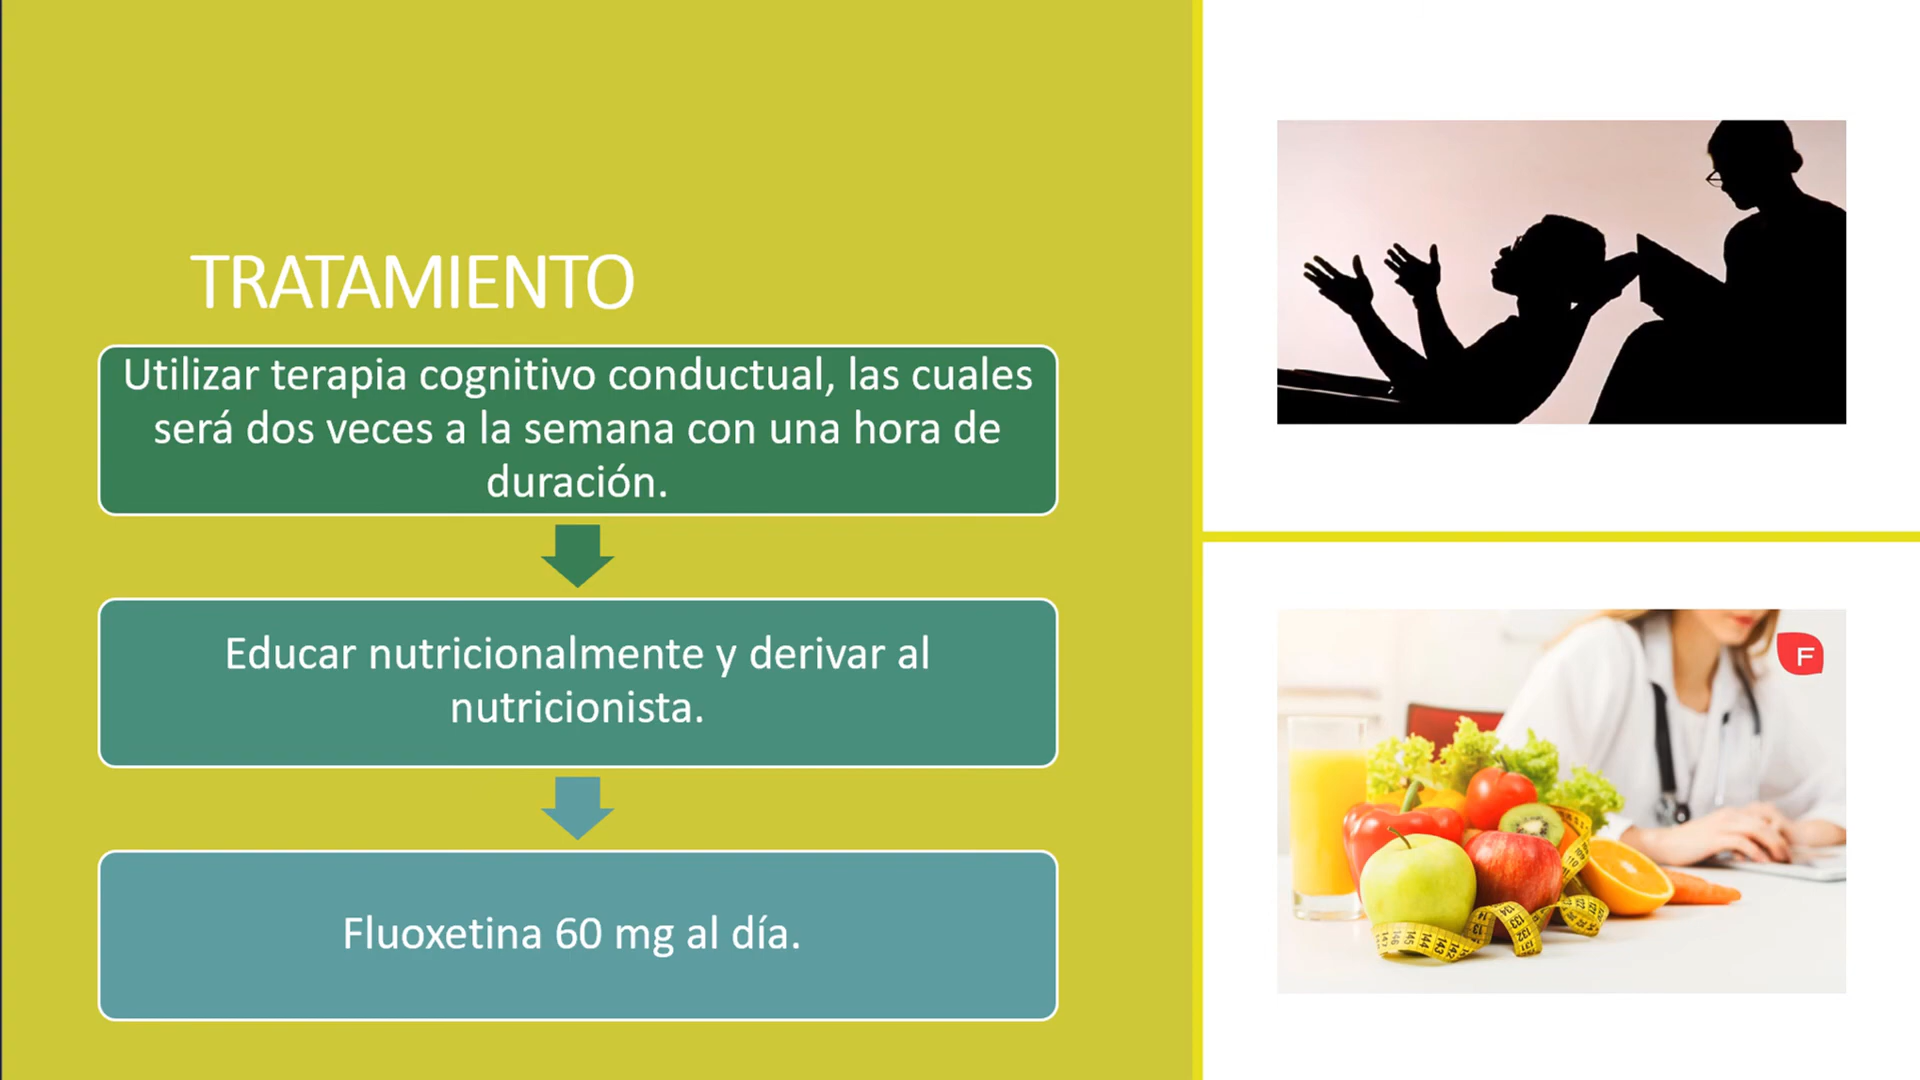 TRATAMIENTO
Utilizar terapia cognitivo conductual, las cuales
será dos veces a la semana con una hora de
duración.
Educar nutricionalmente y derivar al
nutricionista.
Fluoxetina 60 mg al día.
F